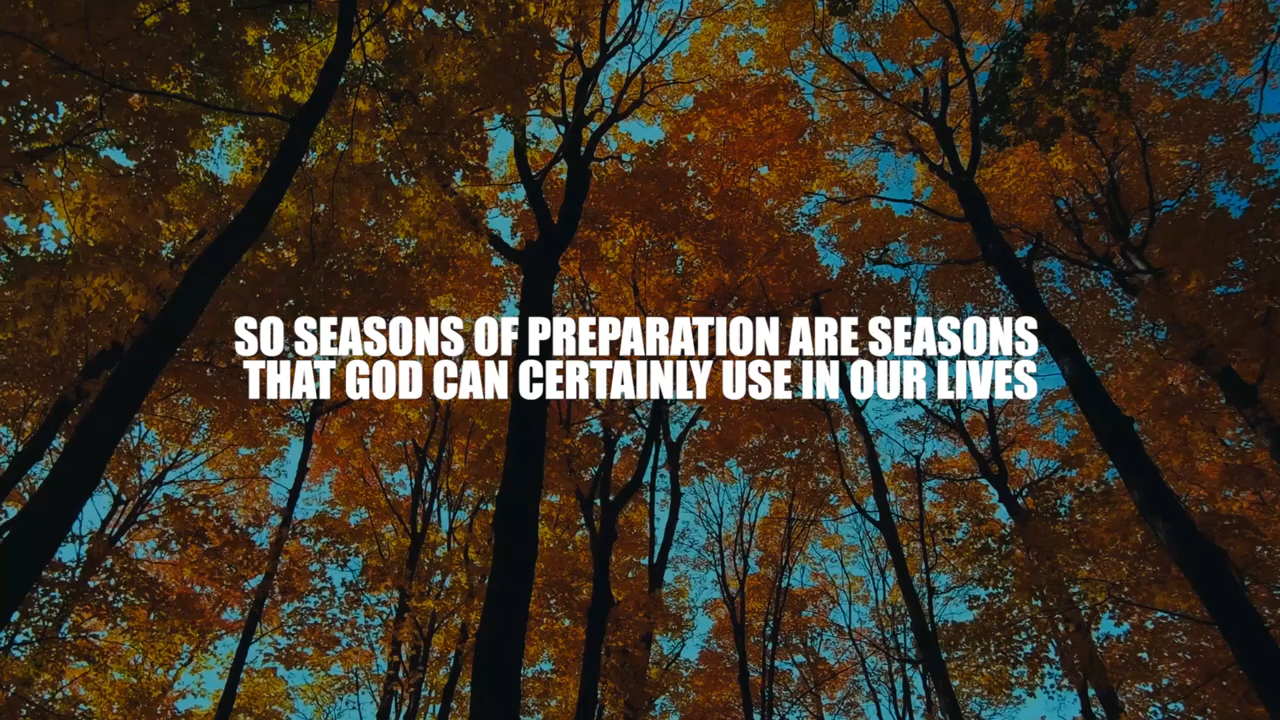 SO SEASONS OF PREPARATION ARE SEASONS
THAT GOD CAN CERTAINLY USE IN OUR LIVES